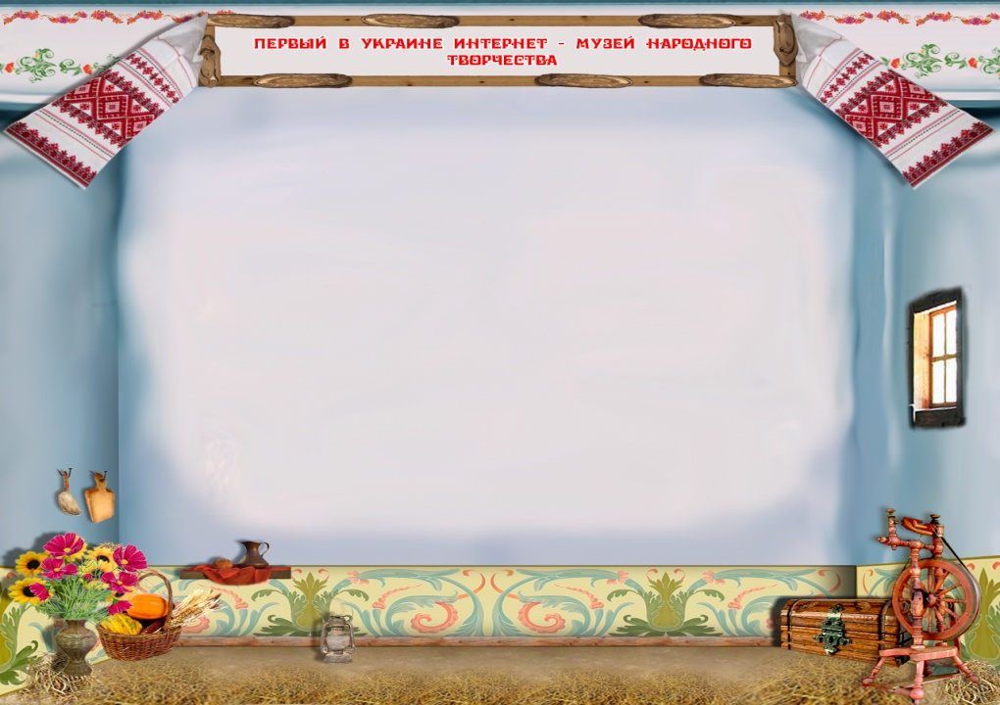 ПЕРВЫЙ В УКРАИНЕ ИНТЕРНЕТ - МУЗЕЙ НАРОДНОГО
ТВОРЧЕСТВА